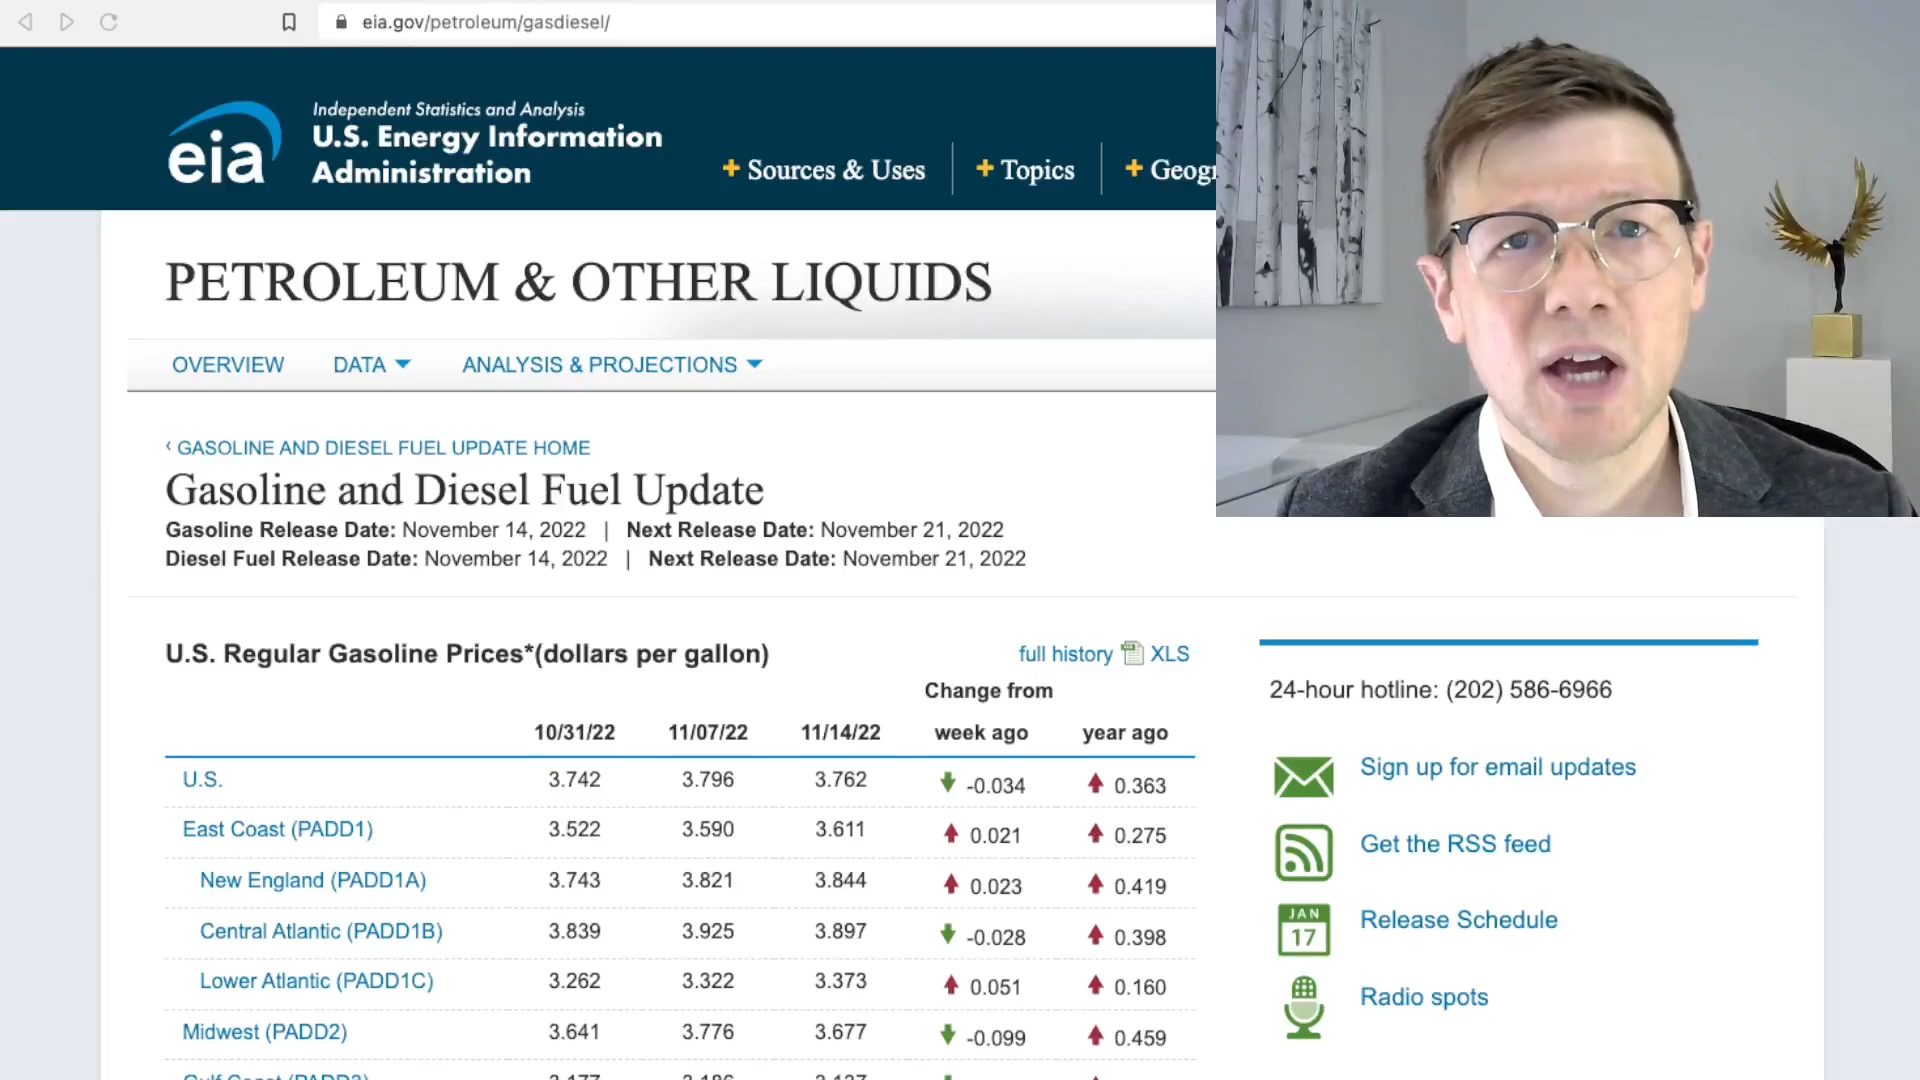 eia.gov/petroleum/gasdiesel/
eia
Independent Statistics and Analysis
U.S. Energy Information
Administration
+ Sources & Uses + Topics + Geogr
PETROLEUM & OTHER LIQUIDS
OVERVIEW DATA ANALYSIS & PROJECTIONS
‹ GASOLINE AND DIESEL FUEL UPDATE HOME
Gasoline and Diesel Fuel Update
Gasoline Release Date: November 14, 2022 | Next Release Date: November 21, 2022
Diesel Fuel Release Date: November 14, 2022 | Next Release Date: November 21, 2022
U.S. Regular Gasoline Prices*(dollars per gallon) full history XLS
Change from
10/31/22 11/07/22 11/14/22 week ago year ago
U.S. 3.742 3.796 3.762 -0.034 0.363
East Coast (PADD1) 3.522 3.590 3.611 0.021 0.275
New England (PADD1A) 3.743 3.821 3.844 0.023 0.419
Central Atlantic (PADD1B) 3.839 3.925 3.897 -0.028 0.398
Lower Atlantic (PADD1C) 3.262 3.322 3.373 0.051 0.160
Midwest (PADD2) 3.641 3.776 3.677 -0.099 0.459
24-hour hotline: (202) 586-6966
Sign up for email updates
Get the RSS feed
JAN
17
Release Schedule
Radio spots